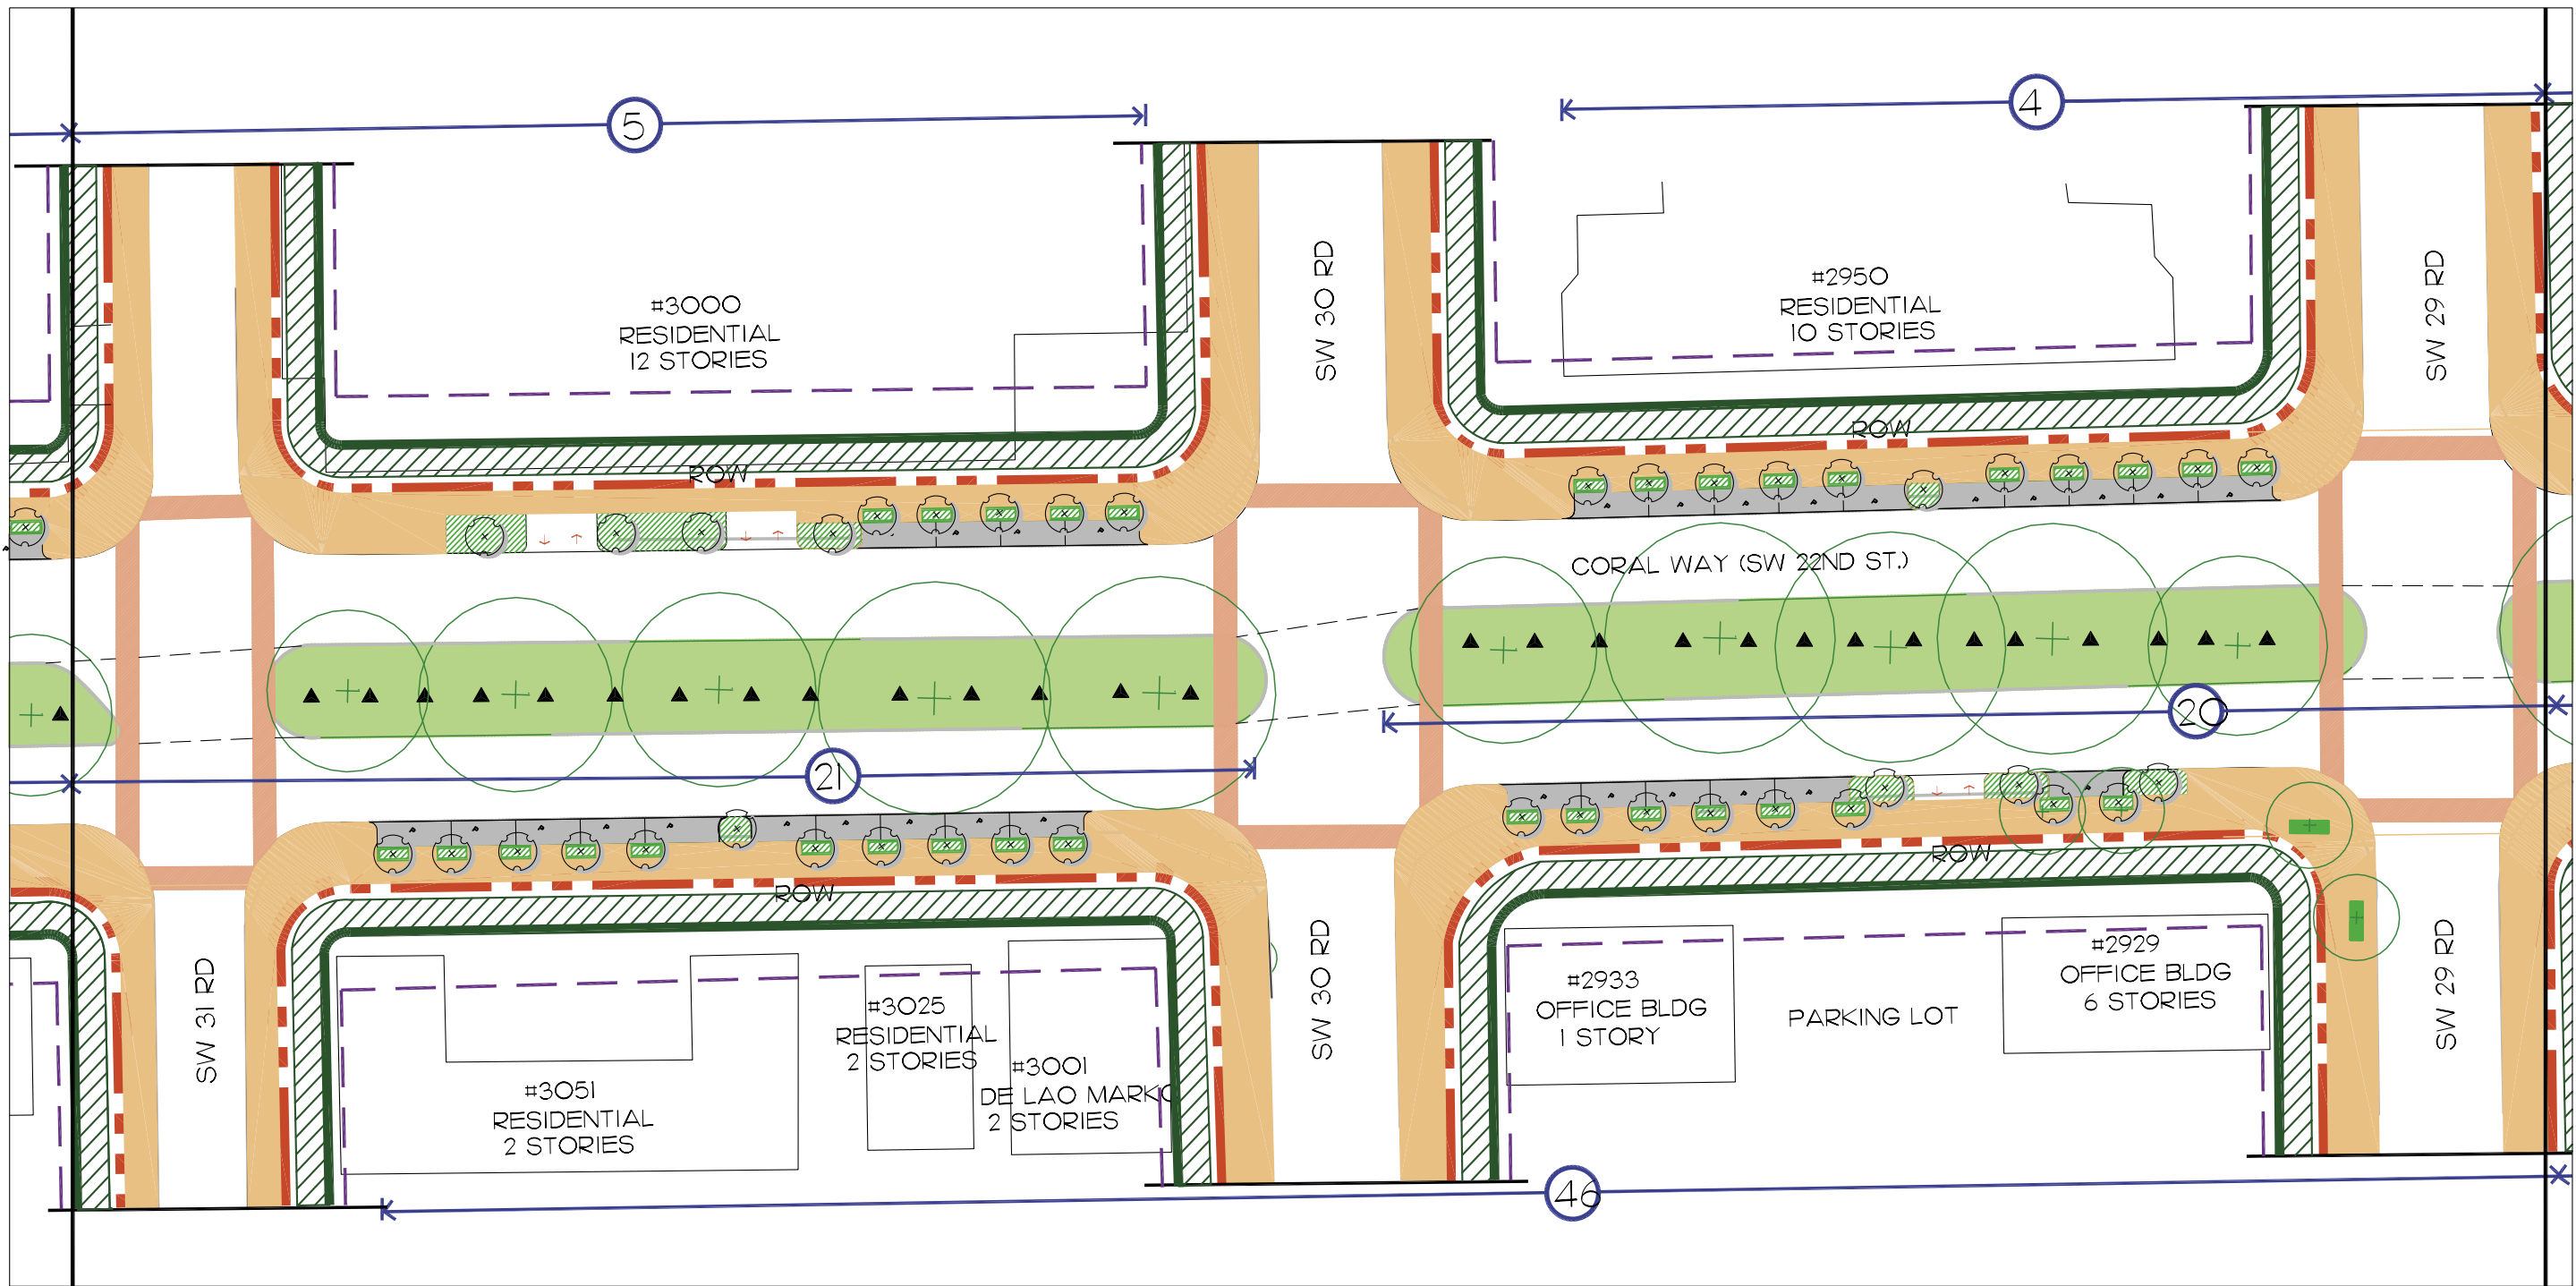 5
4
#3000
RESIDENTIAL
12 STORIES
SW 30 RD
#2950
RESIDENTIAL
10 STORIES
SW 29 RD
ROW
ROW
CORAL WAY (SW 22ND ST.)
20
21
ROW
ROW
SW 31 RD
#3051
RESIDENTIAL
2 STORIES
#3025
RESIDENTIAL
2 STORIES
#3001
DE LAO MARKO
2 STORIES
SW 30 RD
#2933
OFFICE BLDG
1 STORY
PARKING LOT
#2929
OFFICE BLDG
6 STORIES
SW 29 RD
46